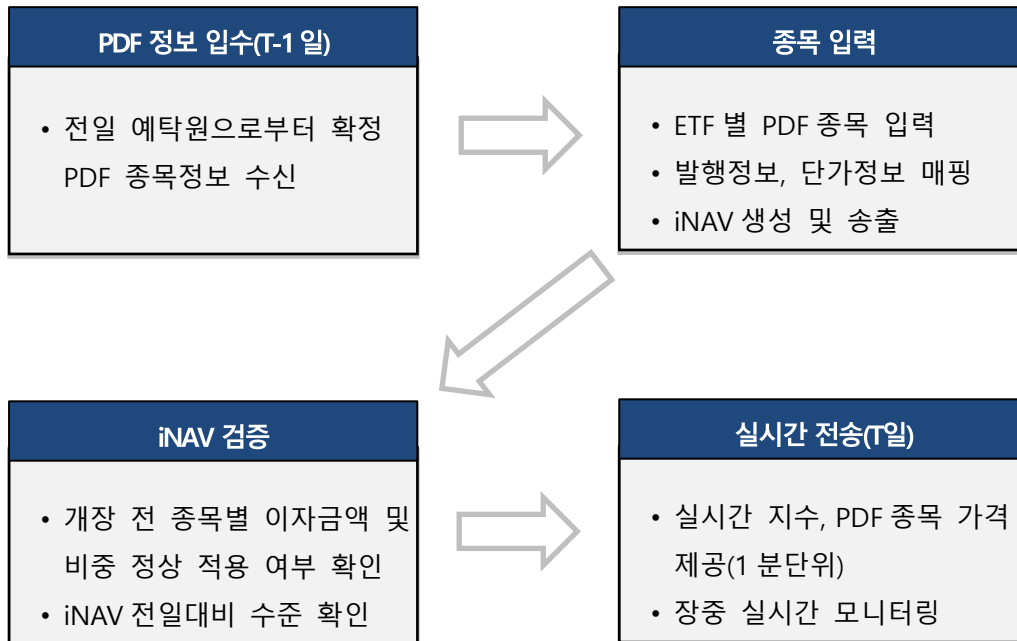 PDF 정보 입수(T-1 일)
• 전일 예탁원으로부터 확정
PDF 종목정보 수신
종목 입력
• ETF 별 PDF 종목 입력
• 발행정보, 단가정보 매핑
• iNAV 생성 및 송출
iNAV 검증
• 개장 전 종목별 이자금액 및
비중 정상 적용 여부 확인
• iNAV 전일대비 수준 확인
실시간 전송(T일)
• 실시간 지수, PDF 종목 가격
제공(1 분단위)
• 장중 실시간 모니터링